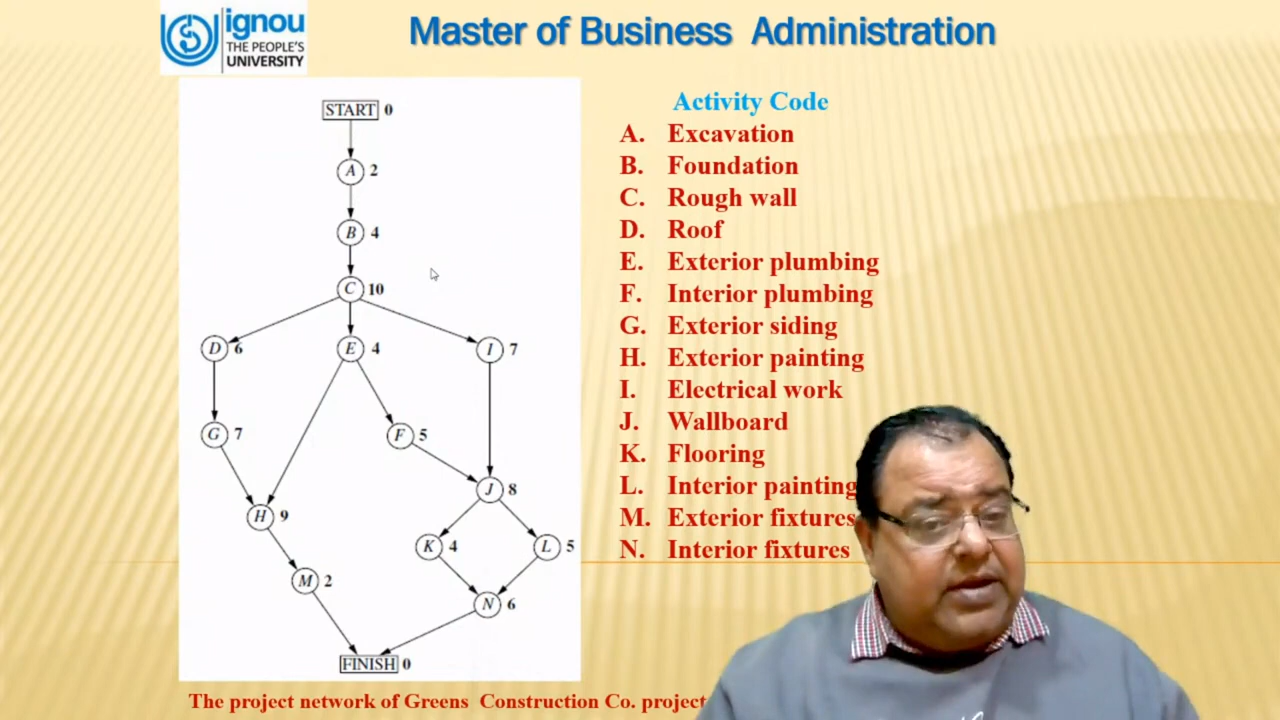 ignou
THE PEOPLE'S
UNIVERSITY
Master of Business Administration
START 0
A 2
B 4
C 10
D 6
E 4
I 7
G 7
F 5
J 8
H 9
K 4
L 5
M 2
N 6
FINISH 0
The project network of Greens Construction Co. project
Activity Code
A. Excavation
B. Foundation
C. Rough wall
D. Roof
E. Exterior plumbing
F. Interior plumbing
G. Exterior siding
H. Exterior painting
I. Electrical work
J. Wallboard
K. Flooring
L. Interior painting
M. Exterior fixtures
N. Interior fixtures